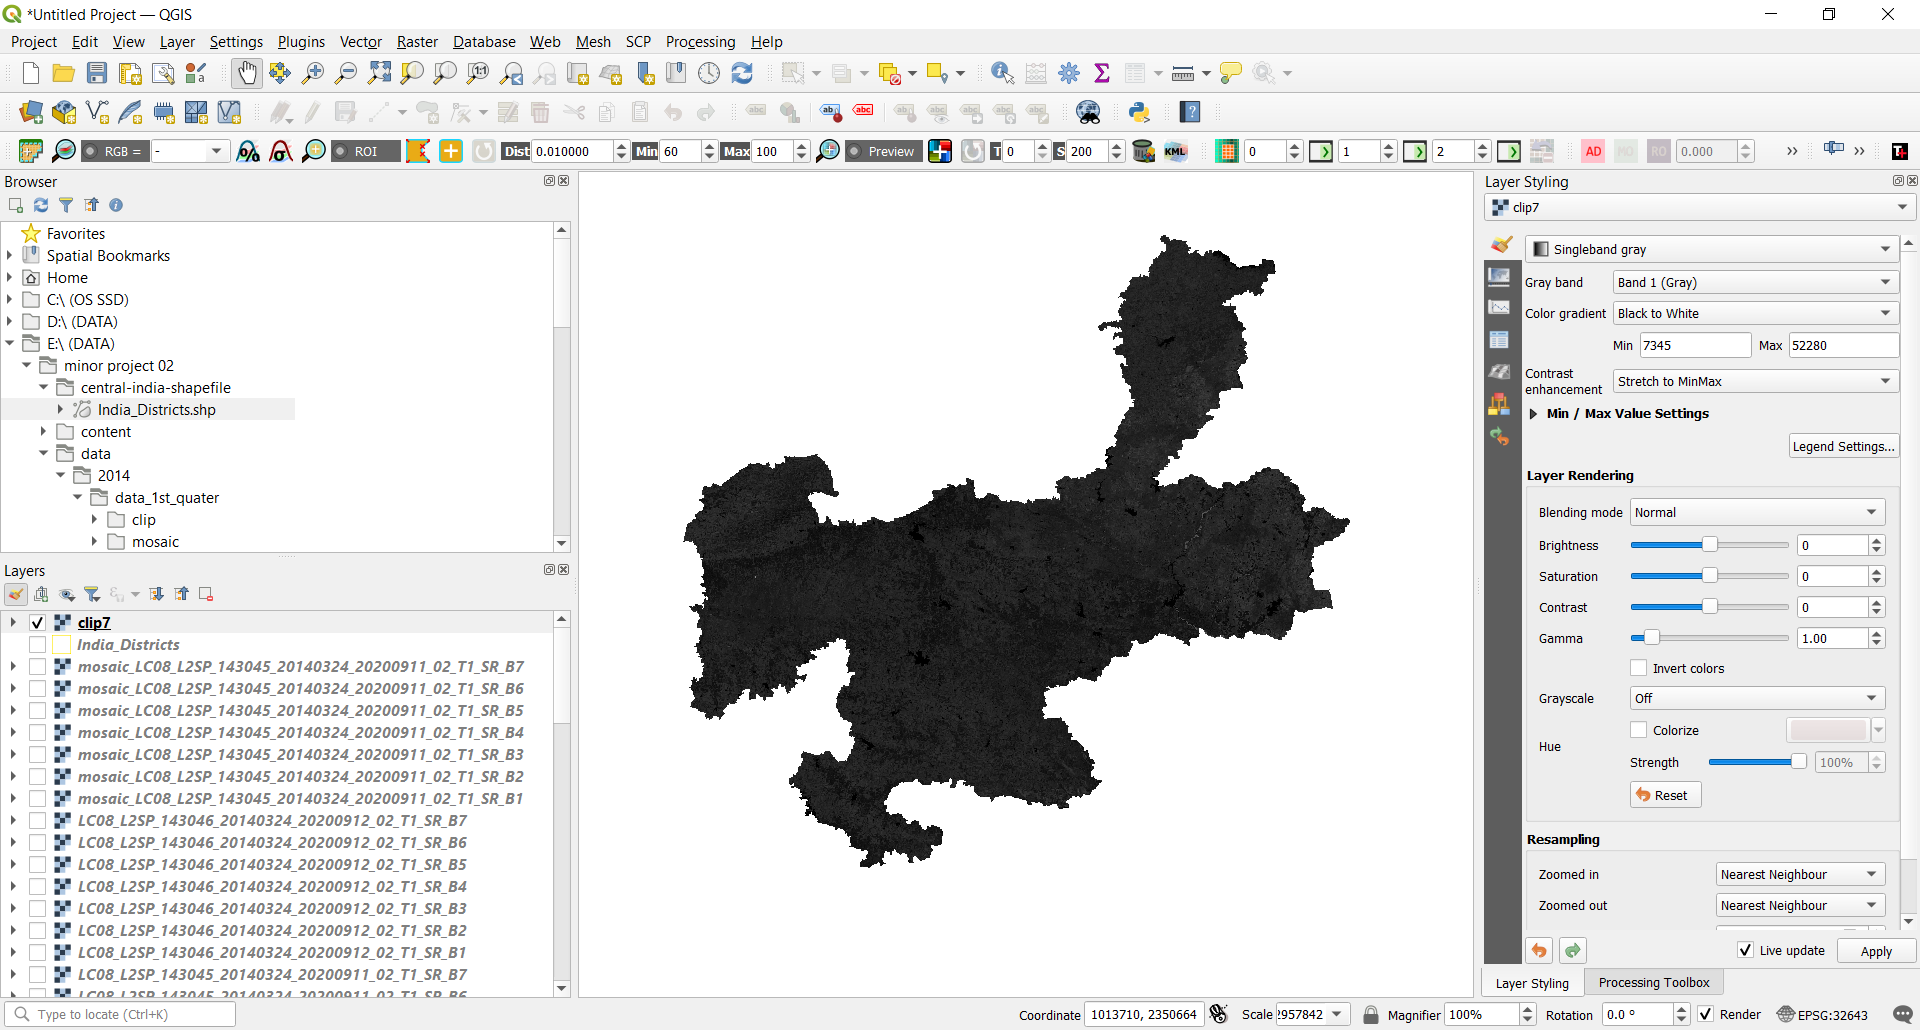 *Untitled Project — QGIS
Project Edit View Layer Settings Plugins Vector Raster Database Web Mesh SCP Processing Help
RGB = - ROI Dist 0.010000 Min 60 Max 100 Preview T 0 S 200 KML 0 1 2 AD MO RO 0.000
Browser
Favorites
Spatial Bookmarks
Home
C:\ (OS SSD)
D:\ (DATA)
E:\ (DATA)
minor project 02
central-india-shapefile
India_Districts.shp
content
data
2014
data_1st_quater
clip
mosaic
Layers
clip7
India_Districts
mosaic_LC08_L2SP_143045_20140324_20200911_02_T1_SR_B7
mosaic_LC08_L2SP_143045_20140324_20200911_02_T1_SR_B6
mosaic_LC08_L2SP_143045_20140324_20200911_02_T1_SR_B5
mosaic_LC08_L2SP_143045_20140324_20200911_02_T1_SR_B4
mosaic_LC08_L2SP_143045_20140324_20200911_02_T1_SR_B3
mosaic_LC08_L2SP_143045_20140324_20200911_02_T1_SR_B2
mosaic_LC08_L2SP_143045_20140324_20200911_02_T1_SR_B1
LC08_L2SP_143046_20140324_20200912_02_T1_SR_B7
LC08_L2SP_143046_20140324_20200912_02_T1_SR_B6
LC08_L2SP_143046_20140324_20200912_02_T1_SR_B5
LC08_L2SP_143046_20140324_20200912_02_T1_SR_B4
LC08_L2SP_143046_20140324_20200912_02_T1_SR_B3
LC08_L2SP_143046_20140324_20200912_02_T1_SR_B2
LC08_L2SP_143046_20140324_20200912_02_T1_SR_B1
LC08_L2SP_143045_20140324_20200911_02_T1_SR_B7
LC08_L2SP_143045_20140324_20200911_02_T1_SR_B6
Layer Styling
clip7
Singleband gray
Gray band Band 1 (Gray)
Color gradient Black to White
Min 7345 Max 52280
Contrast enhancement Stretch to MinMax
Min / Max Value Settings
Legend Settings...
Layer Rendering
Blending mode Normal
Brightness 0
Saturation 0
Contrast 0
Gamma 1.00
Invert colors
Grayscale Off
Hue Colorize
Strength 100%
Reset
Resampling
Zoomed in Nearest Neighbour
Zoomed out Nearest Neighbour
Live update Apply
Layer Styling Processing Toolbox
Type to locate (Ctrl+K) Coordinate 1013710, 2350664 Scale 2957842 Magnifier 100% Rotation 0.0 ° Render EPSG:32643